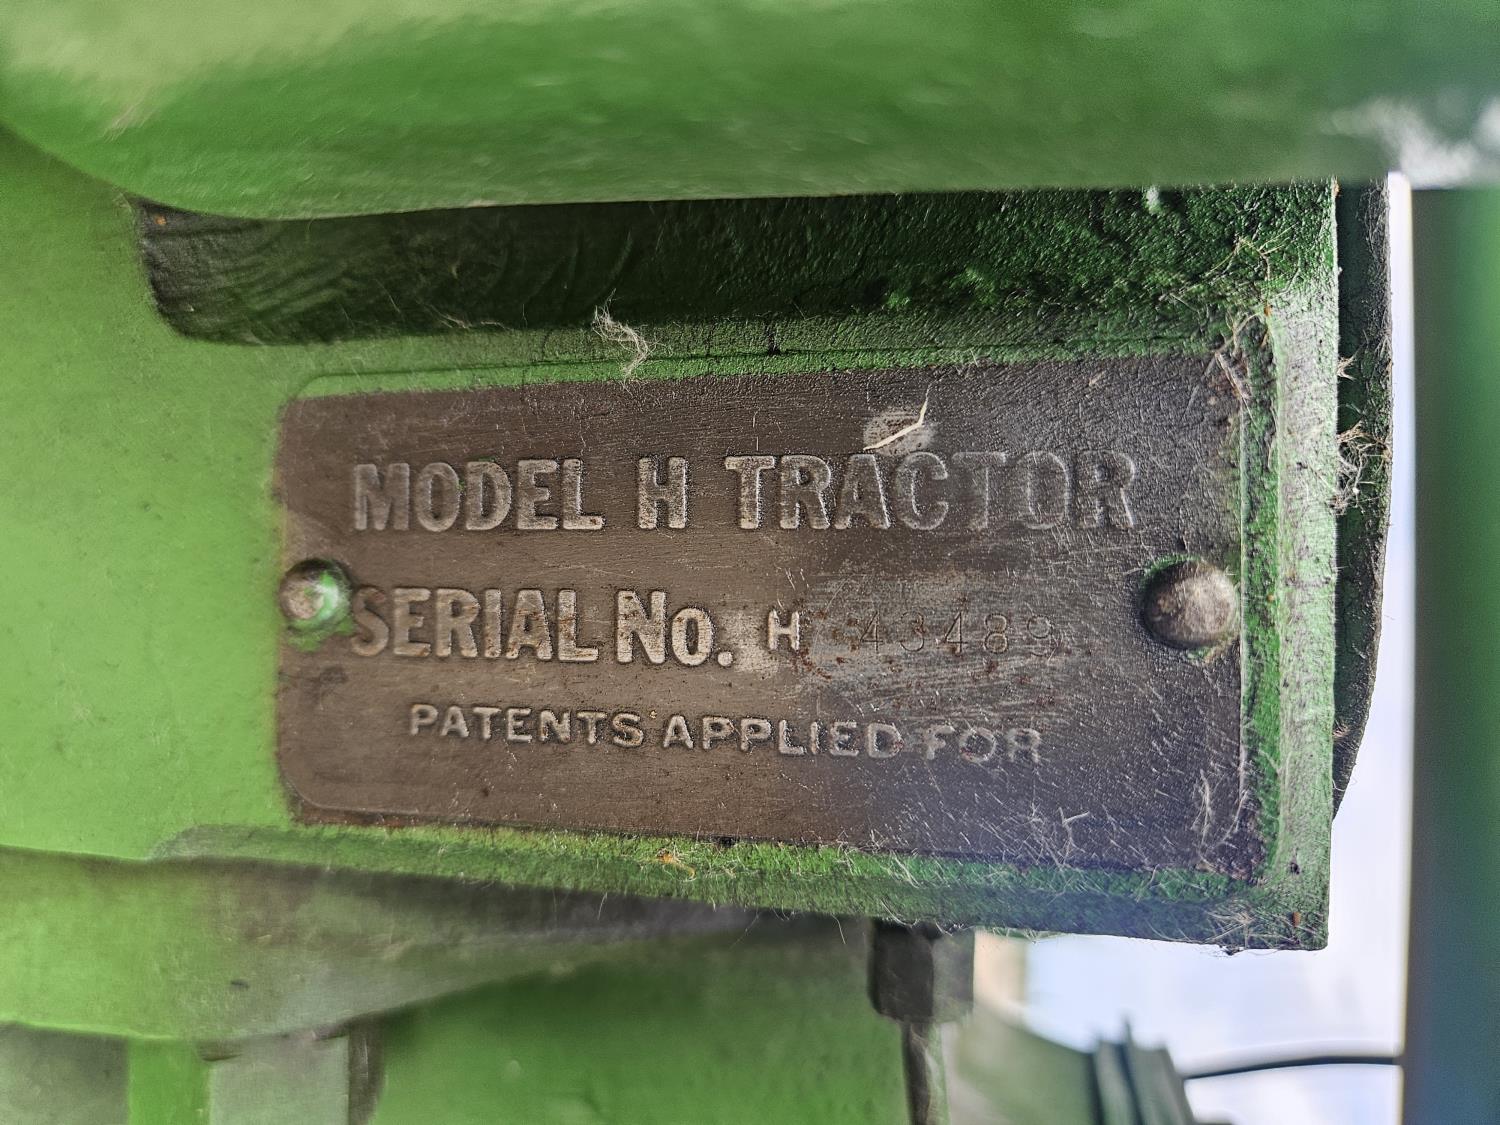 MODEL H TRACTOR
SERIAL No. H 43489
PATENTS APPLIED FOR